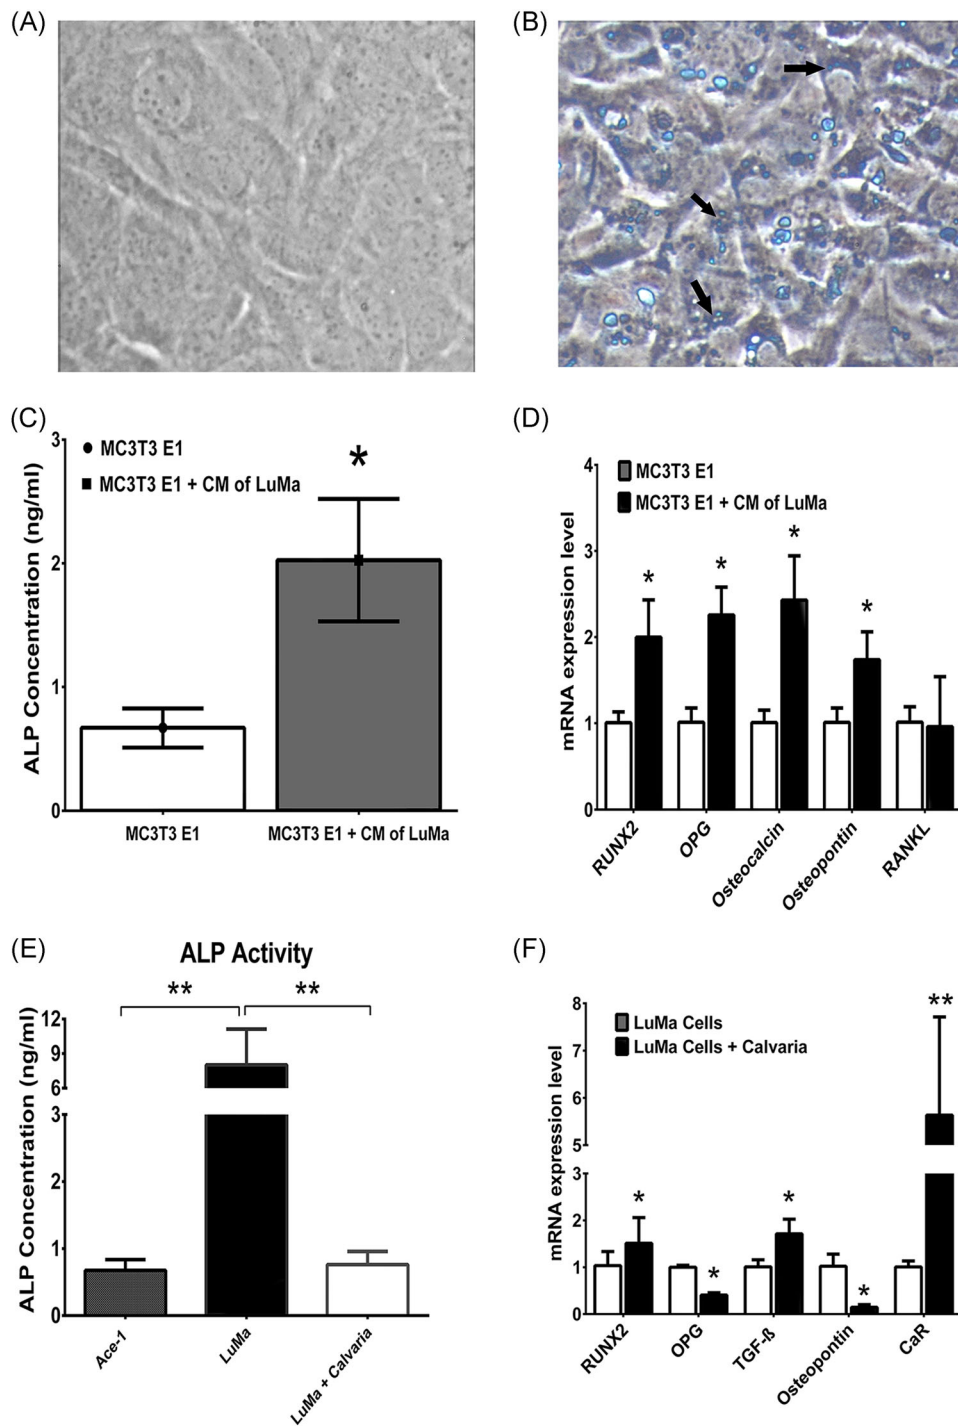 (A)
(B)
(C)
3
2
1
0
ALP Concentration (ng/ml)
MC3T3 E1
MC3T3 E1 + CM of LuMa
*
MC3T3 E1
MC3T3 E1 + CM of LuMa
(D)
4
3
2
1
0
mRNA expression level
MC3T3 E1
MC3T3 E1 + CM of LuMa
*
*
*
*
RUNX2
OPG
Osteocalcin
Osteopontin
RANKL
(E)
ALP Activity
**
**
12
9
6
3
2
1
0
ALP Concentration (ng/ml)
Ace-1
LuMa
LuMa + Calvaria
(F)
8
7
6
5
3
2
1
0
mRNA expression level
LuMa Cells
LuMa Cells + Calvaria
*
*
*
*
**
RUNX2
OPG
TGF-ß
Osteopontin
CaR